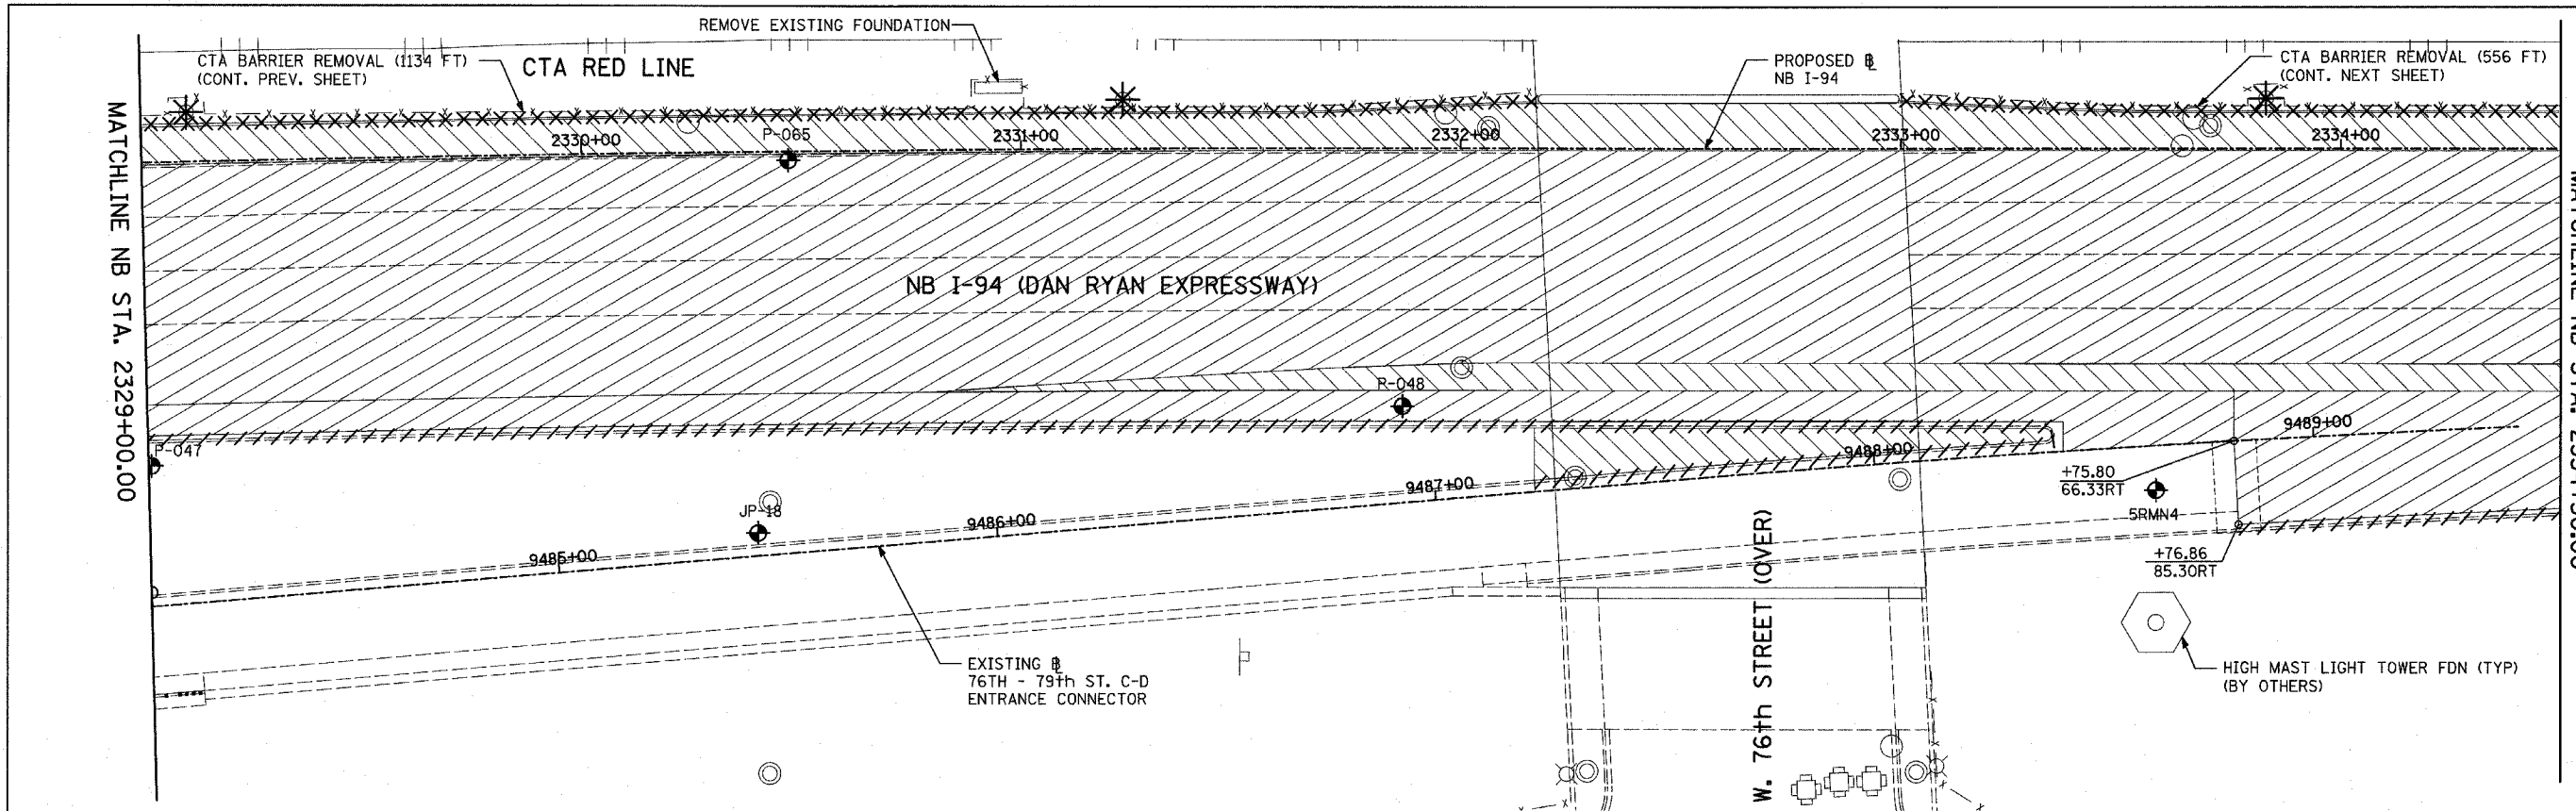 REMOVE EXISTING FOUNDATION
CTA BARRIER REMOVAL (1134 FT)
(CONT. PREV. SHEET)
CTA RED LINE
PROPOSED ℄
NB I-94
CTA BARRIER REMOVAL (556 FT)
(CONT. NEXT SHEET)
2330+00
P-065
2331+00
2332+00
2333+00
2334+00
MATCHLINE NB STA. 2329+00.00
NB I-94 (DAN RYAN EXPRESSWAY)
P-048
P-047
JP-18
9485+00
9486+00
9487+00
9488+00
9489+00
+75.80
66.33RT
5RMN4
+76.86
85.30RT
EXISTING ℄
76TH - 79th ST. C-D
ENTRANCE CONNECTOR
W. 76th STREET (OVER)
HIGH MAST LIGHT TOWER FDN (TYP)
(BY OTHERS)